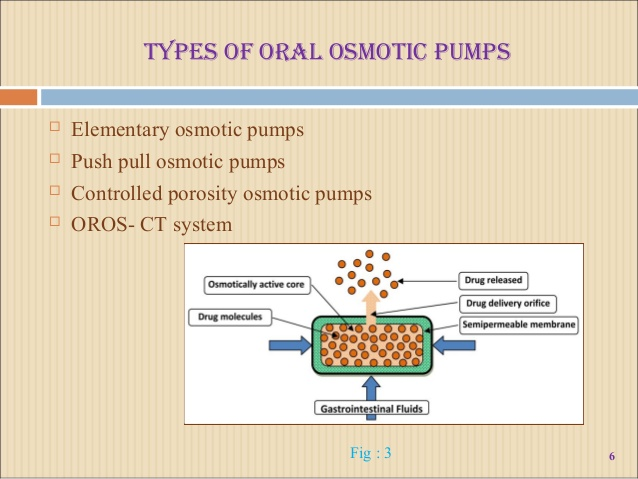 TYPES OF ORAL OSMOTIC PUMPS
Elementary osmotic pumps
Push pull osmotic pumps
Controlled porosity osmotic pumps
OROS- CT system
Osmotically active core
Drug released
Drug delivery orifice
Drug molecules
Semipermeable membrane
Gastrointestinal Fluids
Fig : 3
6